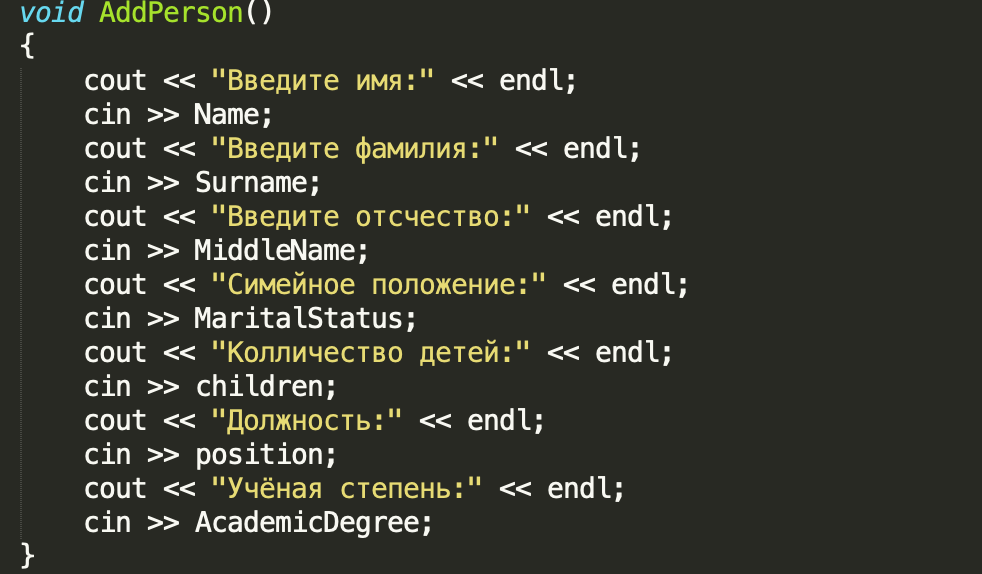 void AddPerson()
{
cout << "Введите имя:" << endl;
cin >> Name;
cout << "Введите фамилия:" << endl;
cin >> Surname;
cout << "Введите отсчество:" << endl;
cin >> MiddleName;
cout << "Симейное положение:" << endl;
cin >> MaritalStatus;
cout << "Колличество детей:" << endl;
cin >> children;
cout << "Должность:" << endl;
cin >> position;
cout << "Учёная степень:" << endl;
cin >> AcademicDegree;
}